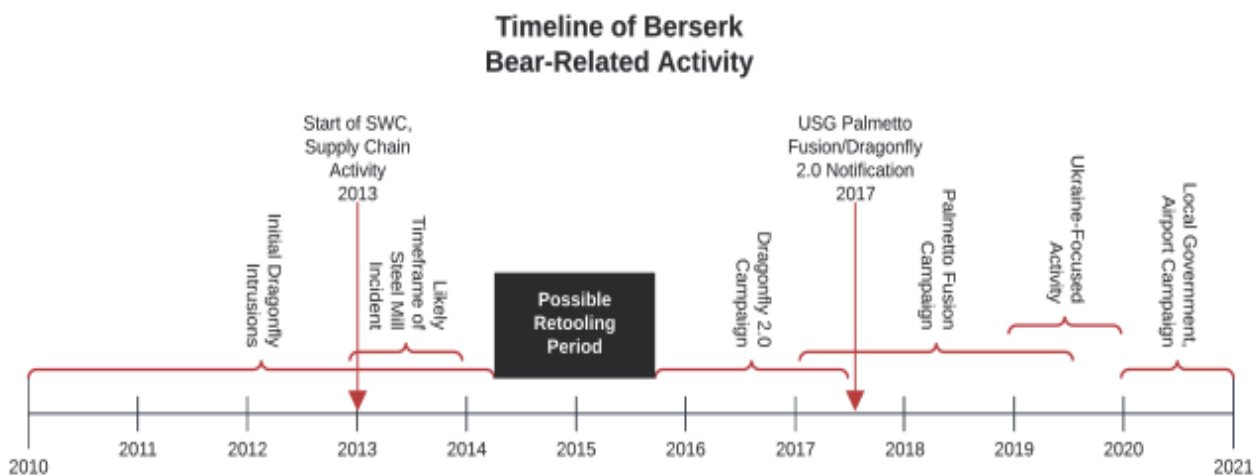 Timeline of Berserk
Bear-Related Activity
Start of SWC,
Supply Chain
Activity
2013
USG Palmetto
Fusion/Dragonfly
2.0 Notification
2017
Initial Dragonfly
Intrusions
Likely
Timeframe of
Steel Mill
Incident
Possible
Retooling
Period
Dragonfly 2.0
Campaign
Palmetto Fusion
Campaign
Ukraine-Focused
Activity
Local Government,
Airport Campaign
2010
2011
2012
2013
2014
2015
2016
2017
2018
2019
2020
2021